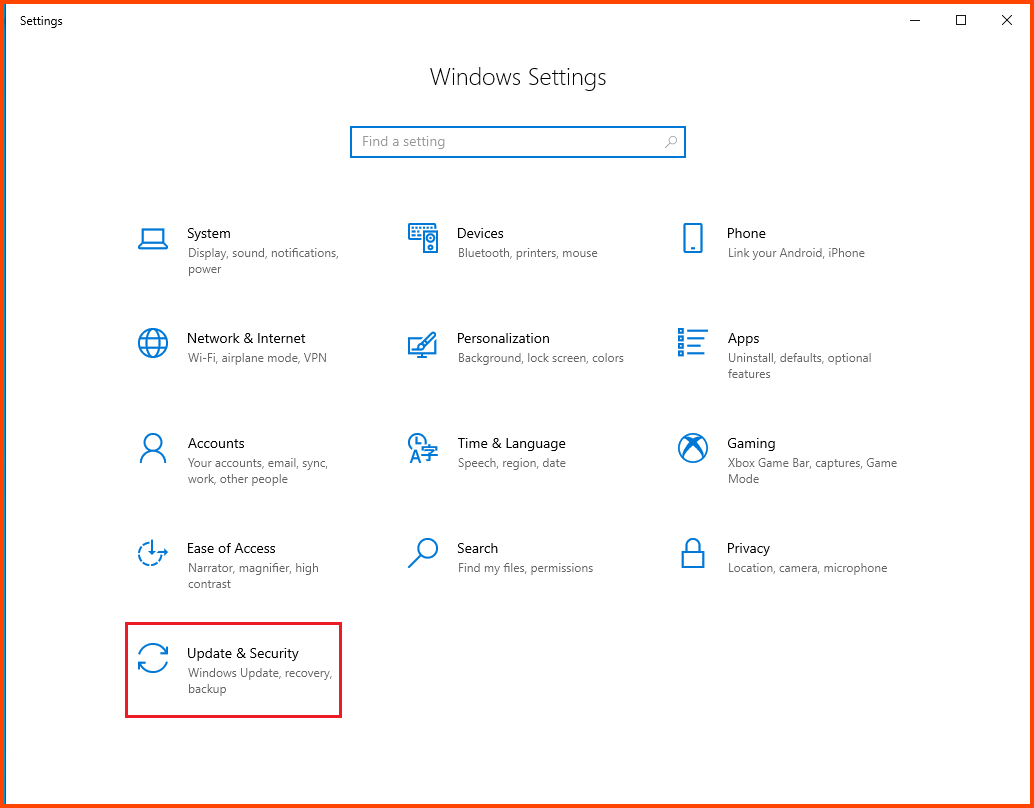 Settings
Windows Settings
Find a setting
System
Display, sound, notifications,
power
Devices
Bluetooth, printers, mouse
Phone
Link your Android, iPhone
Network & Internet
Wi-Fi, airplane mode, VPN
Personalization
Background, lock screen, colors
Apps
Uninstall, defaults, optional
features
Accounts
Your accounts, email, sync,
work, other people
Time & Language
Speech, region, date
Gaming
Xbox Game Bar, captures, Game
Mode
Ease of Access
Narrator, magnifier, high
contrast
Search
Find my files, permissions
Privacy
Location, camera, microphone
Update & Security
Windows Update, recovery,
backup